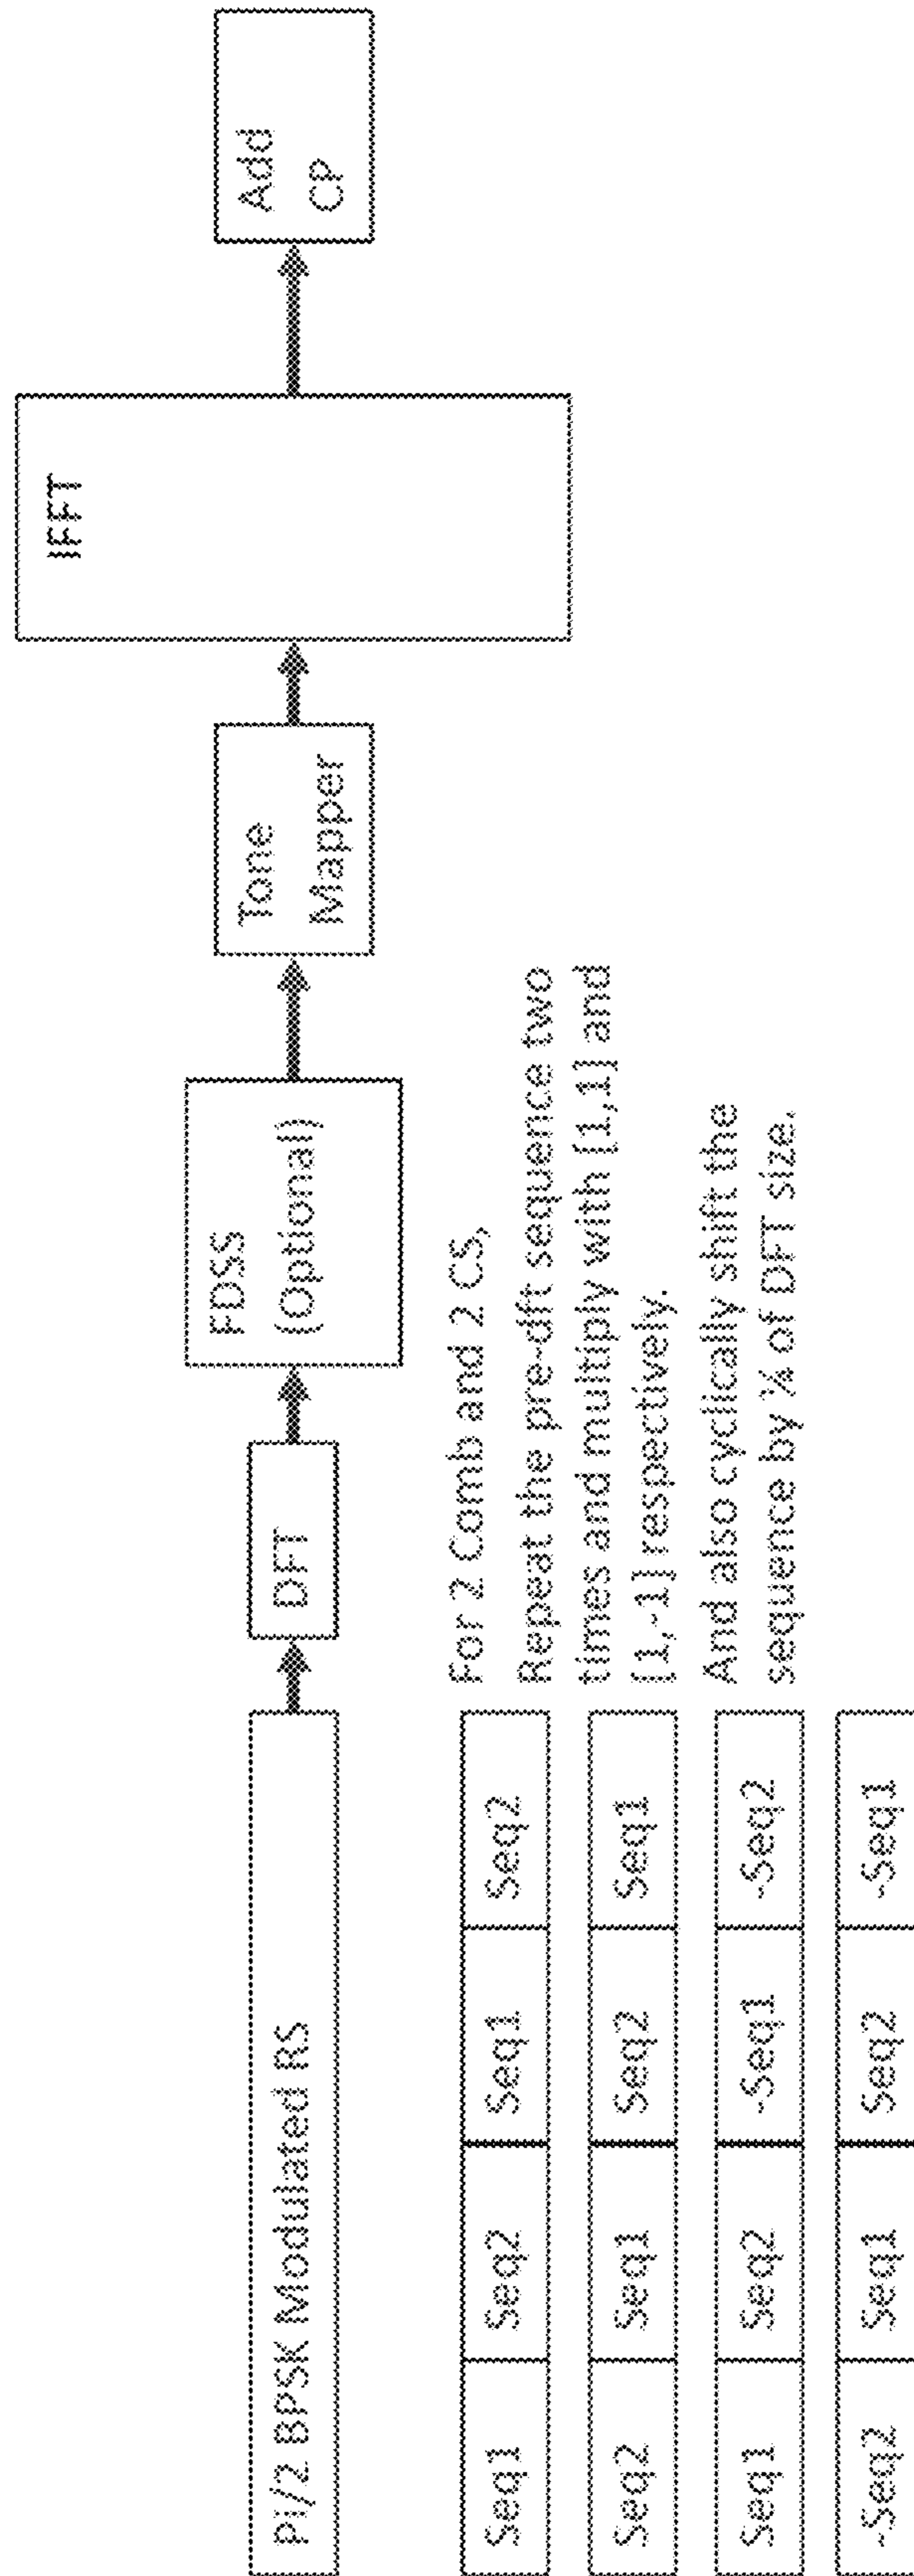 Pi/2 BPSK Modulated RS
DFT
FDSS
(Optional)
Tone
Mapper
IFFT
Add
CP
Seq1 Seq2 Seq1 Seq2
Seq2 Seq1 Seq2 Seq1
Seq1 Seq2 -Seq1 -Seq2
-Seq2 Seq1 Seq2 -Seq1
For 2 Comb and 2 CS,
Repeat the pre-dft sequence two
times and multiply with [1,1] and
[1,-1] respectively.
And also cyclically shift the
sequence by ¼ of DFT size.